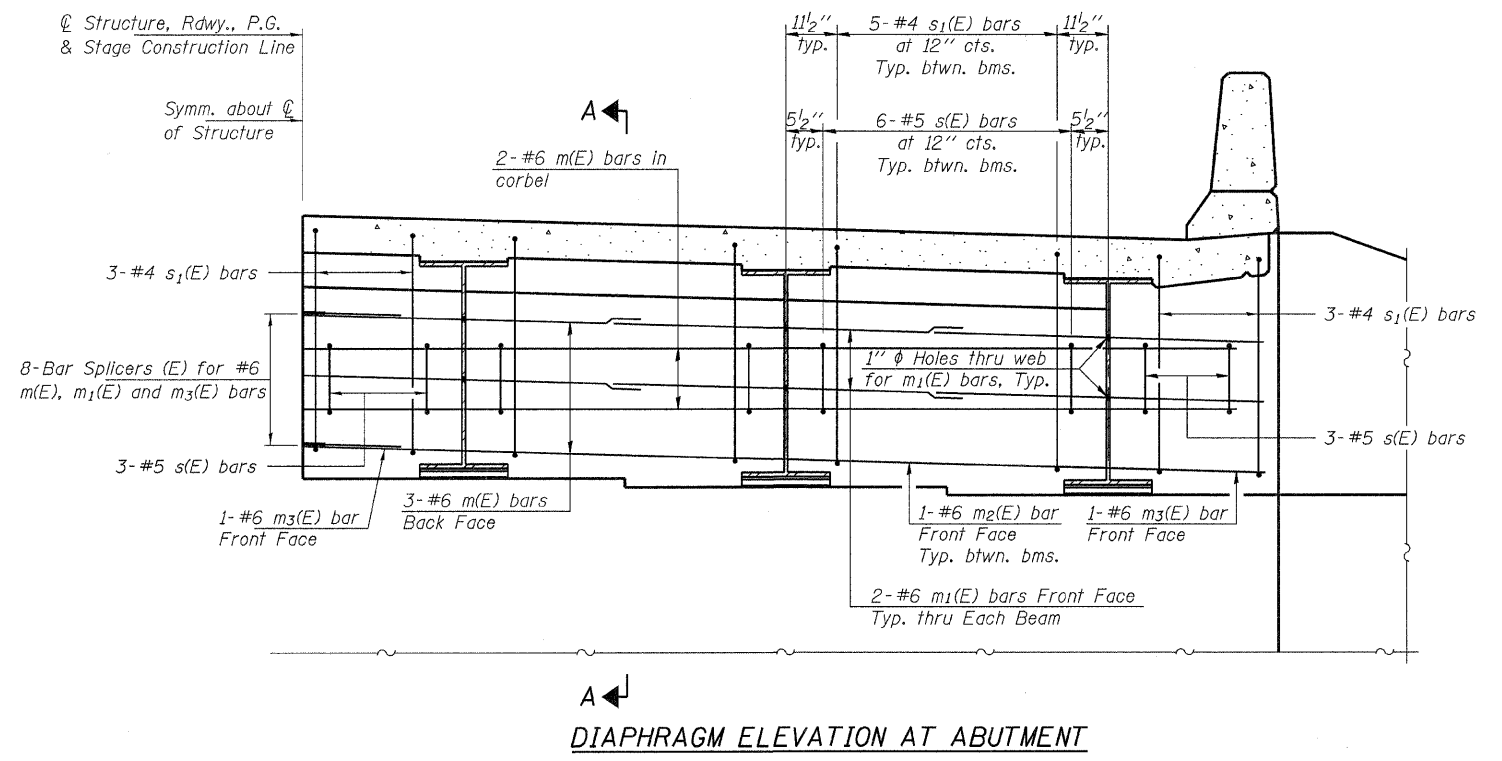 ℄ Structure, Rdwy., P.G.
& Stage Construction Line
Symm. about ℄
of Structure
A
11½"
typ.
5-#4 s1(E) bars
at 12" cts.
Typ. btwn. bms.
11½"
typ.
5½"
typ.
6-#5 s(E) bars
at 12" cts.
Typ. btwn. bms.
5½"
typ.
2-#6 m(E) bars in
corbel
3-#4 s1(E) bars
3-#4 s1(E) bars
8-Bar Splicers (E) for #6
m(E), m1(E) and m3(E) bars
1" ϕ Holes thru web
for m1(E) bars, Typ.
3-#5 s(E) bars
3-#5 s(E) bars
1-#6 m3(E) bar
Front Face
3-#6 m(E) bars
Back Face
1-#6 m2(E) bar
Front Face
Typ. btwn. bms.
1-#6 m3(E) bar
Front Face
2-#6 m1(E) bars Front Face
Typ. thru Each Beam
A
DIAPHRAGM ELEVATION AT ABUTMENT